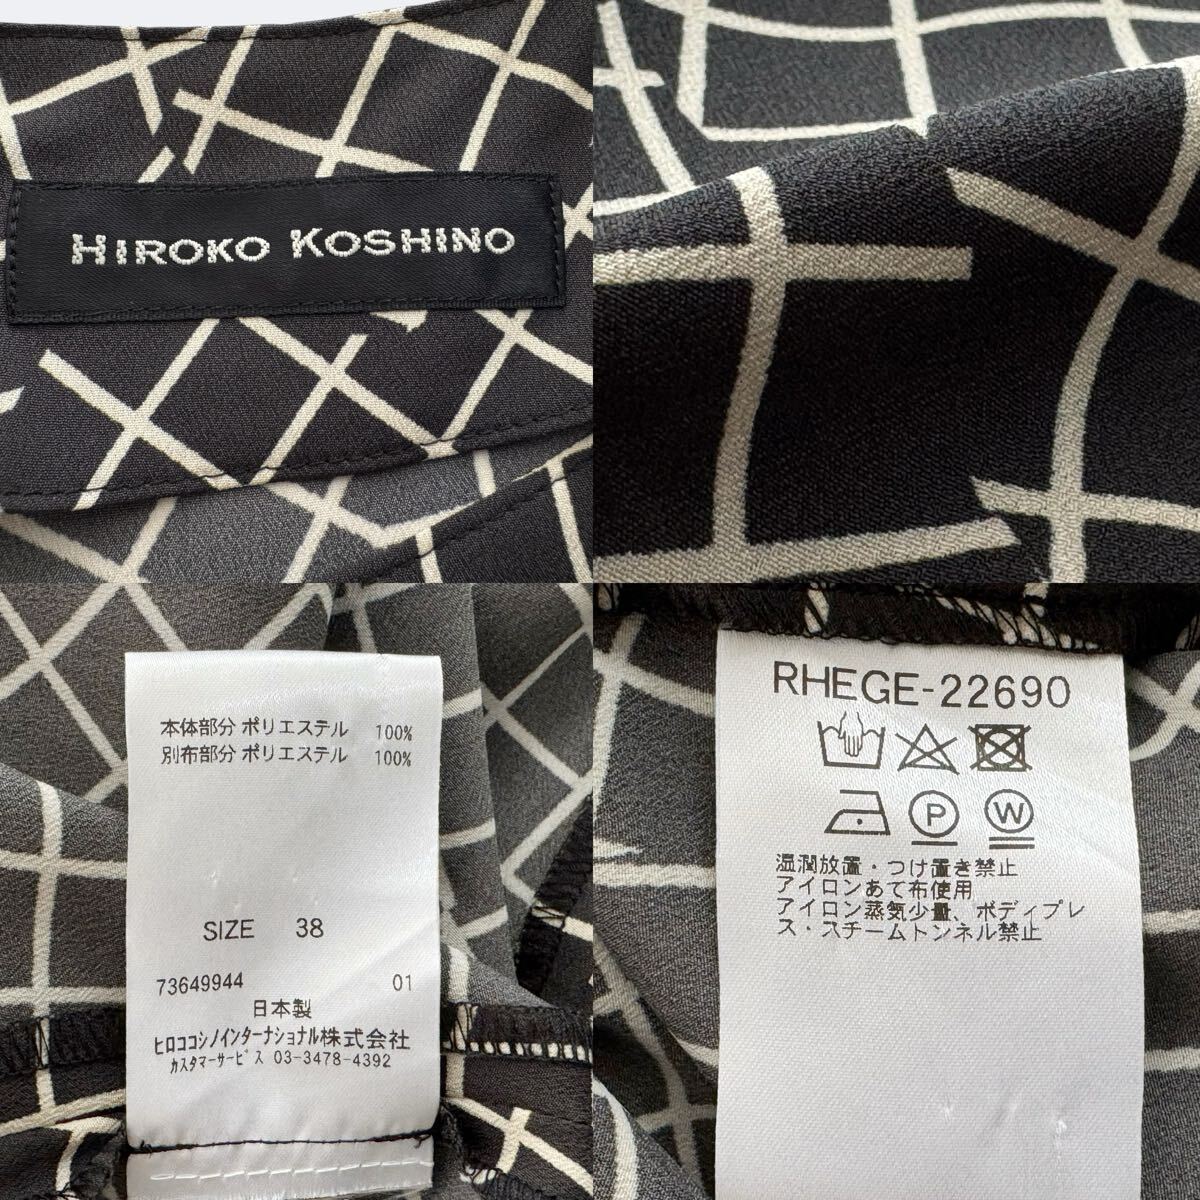 HIROKO KOSHINO
本体部分 ポリエステル 100%
別布部分 ポリエステル 100%
SIZE 38
73649944 01
日本製
ヒロココシノインターナショナル株式会社
カスタマーサービス 03-3478-4392
RHEGE-22690
P W
湿潤放置・つけ置き禁止
アイロンあて布使用
アイロン蒸気少量、ボディプレ
ス・スチームトンネル禁止